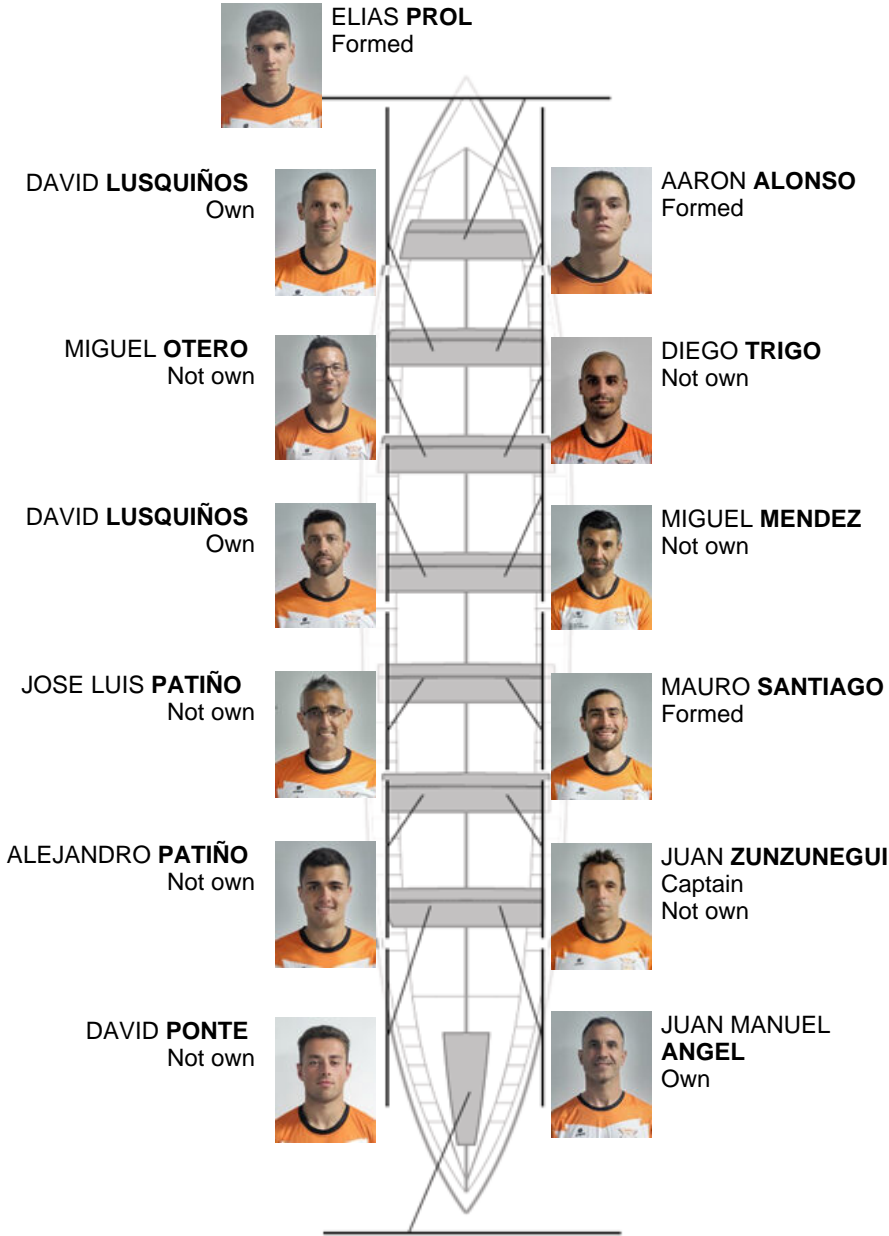 ELIAS PROL
Formed
DAVID LUSQUIÑOS
Own
AARON ALONSO
Formed
MIGUEL OTERO
Not own
DIEGO TRIGO
Not own
DAVID LUSQUIÑOS
Own
MIGUEL MENDEZ
Not own
JOSE LUIS PATIÑO
Not own
MAURO SANTIAGO
Formed
ALEJANDRO PATIÑO
Not own
JUAN ZUNZUNEGUI
Captain
Not own
DAVID PONTE
Not own
JUAN MANUEL
ANGEL
Own